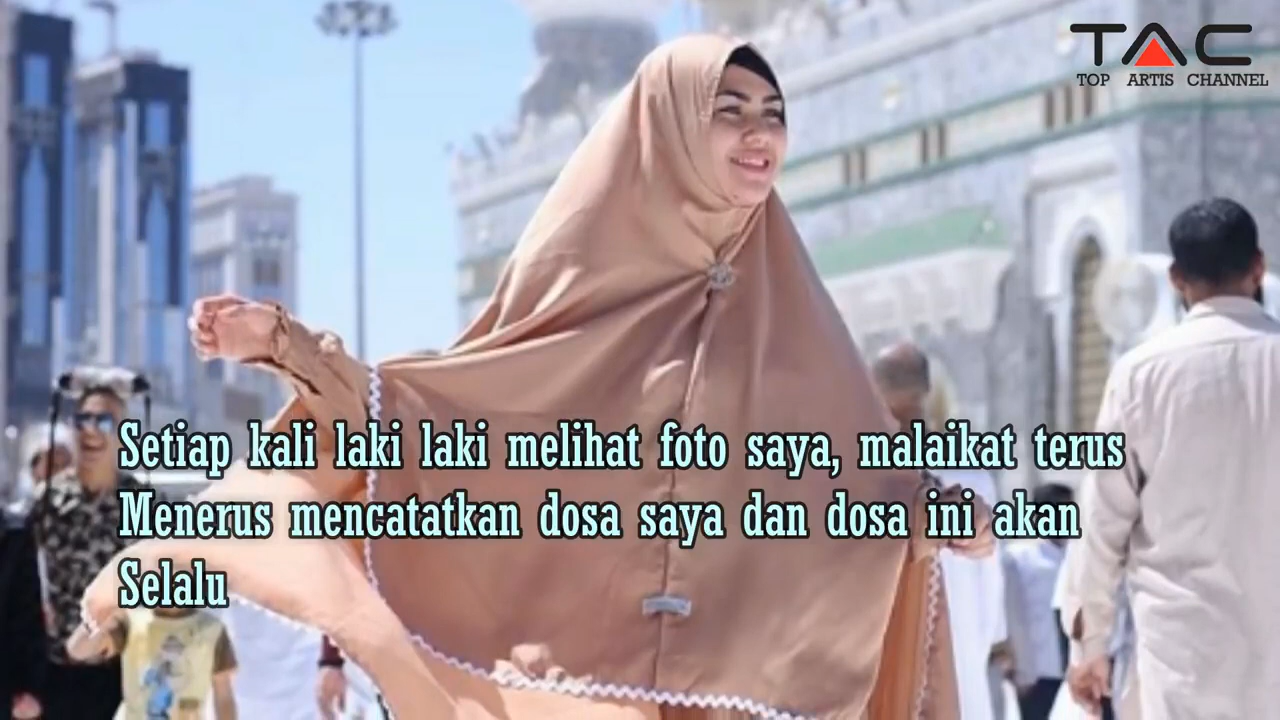 TAC
TOP ARTIS CHANNEL
Setiap kali laki laki melihat foto saya, malaikat terus
Menerus mencatatkan dosa saya dan dosa ini akan
Selalu